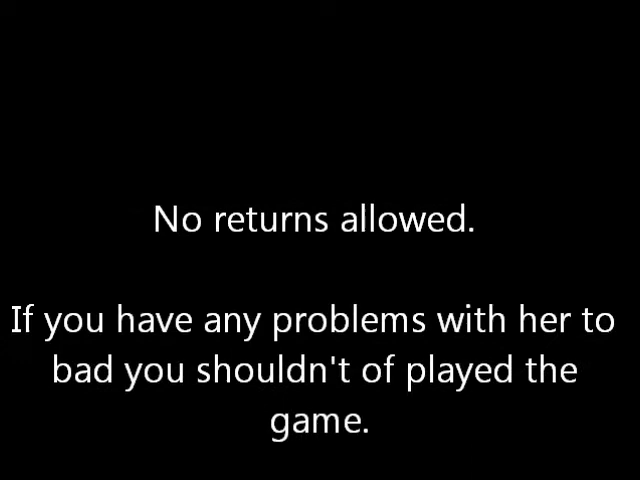 No returns allowed.
If you have any problems with her to
bad you shouldn't of played the
game.